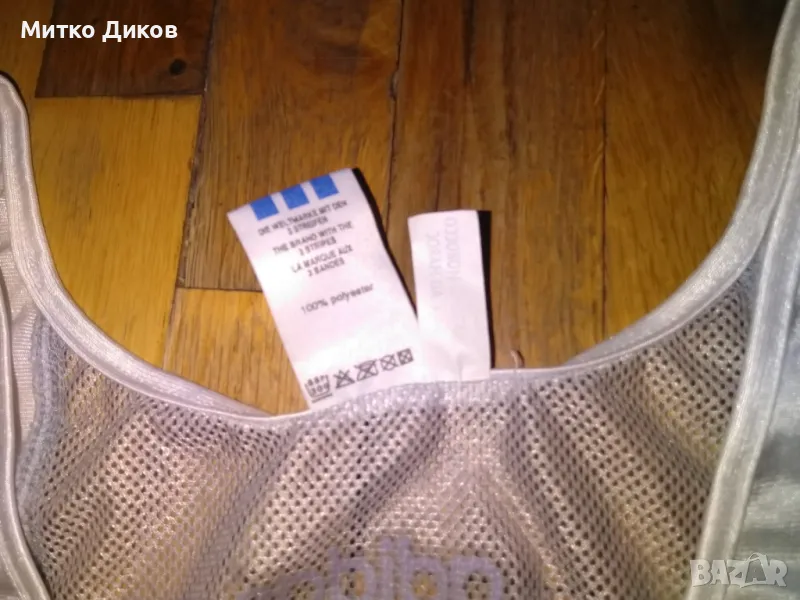 Митко Диков
DIE WELTMARKE MIT DEN
3 STREIFEN
THE BRAND WITH THE
3 STRIPES
LA MARQUE AUX
3 BANDES
100% polyester
BAZAR